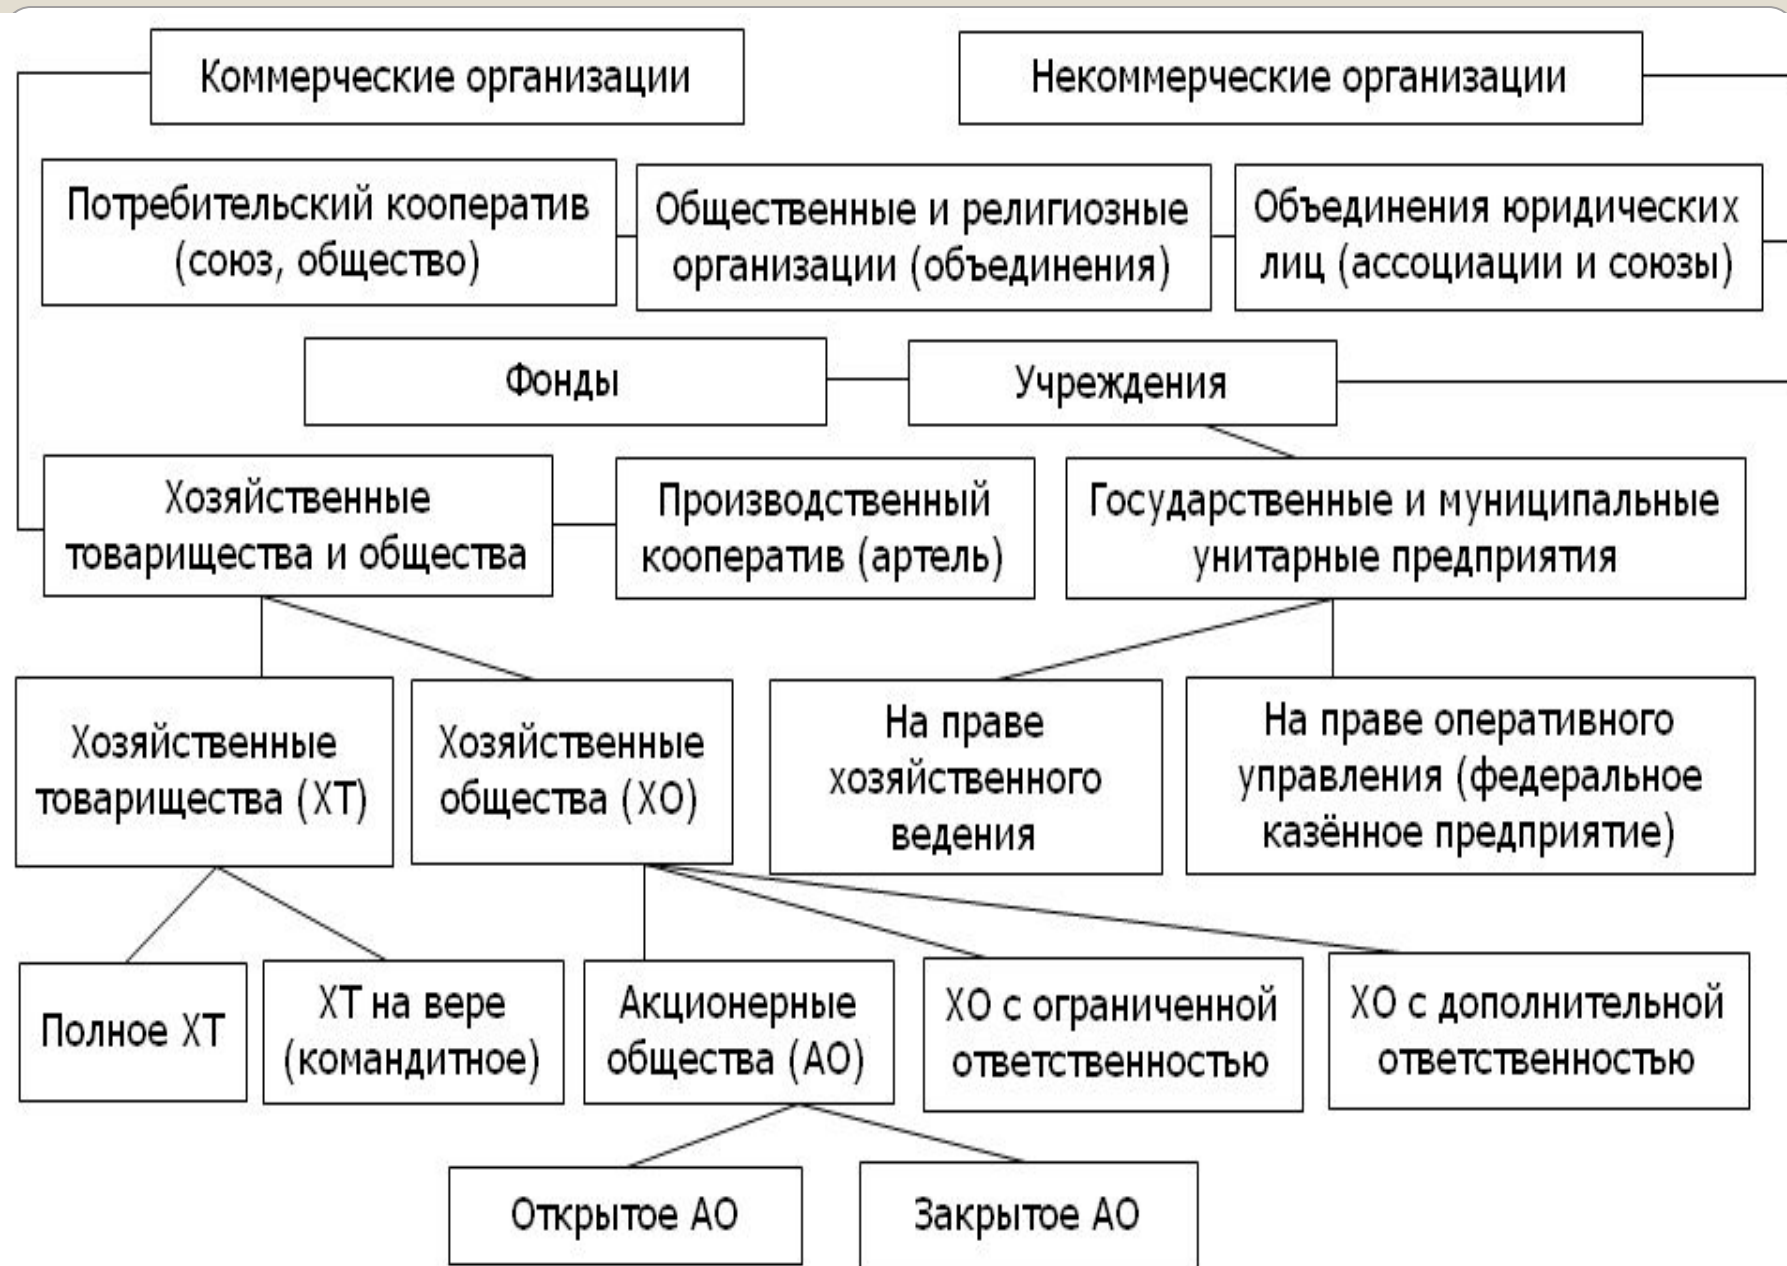 Коммерческие организации
Некоммерческие организации
Потребительский кооператив
(союз, общество)
Общественные и религиозные
организации (объединения)
Объединения юридических
лиц (ассоциации и союзы)
Фонды
Учреждения
Хозяйственные
товарищества и общества
Производственный
кооператив (артель)
Государственные и муниципальные
унитарные предприятия
Хозяйственные
товарищества (ХТ)
Хозяйственные
общества (ХО)
На праве
хозяйственного
ведения
На праве оперативного
управления (федеральное
казённое предприятие)
Полное ХТ
ХТ на вере
(командитное)
Акционерные
общества (АО)
ХО с ограниченной
ответственностью
ХО с дополнительной
ответственностью
Открытое АО
Закрытое АО